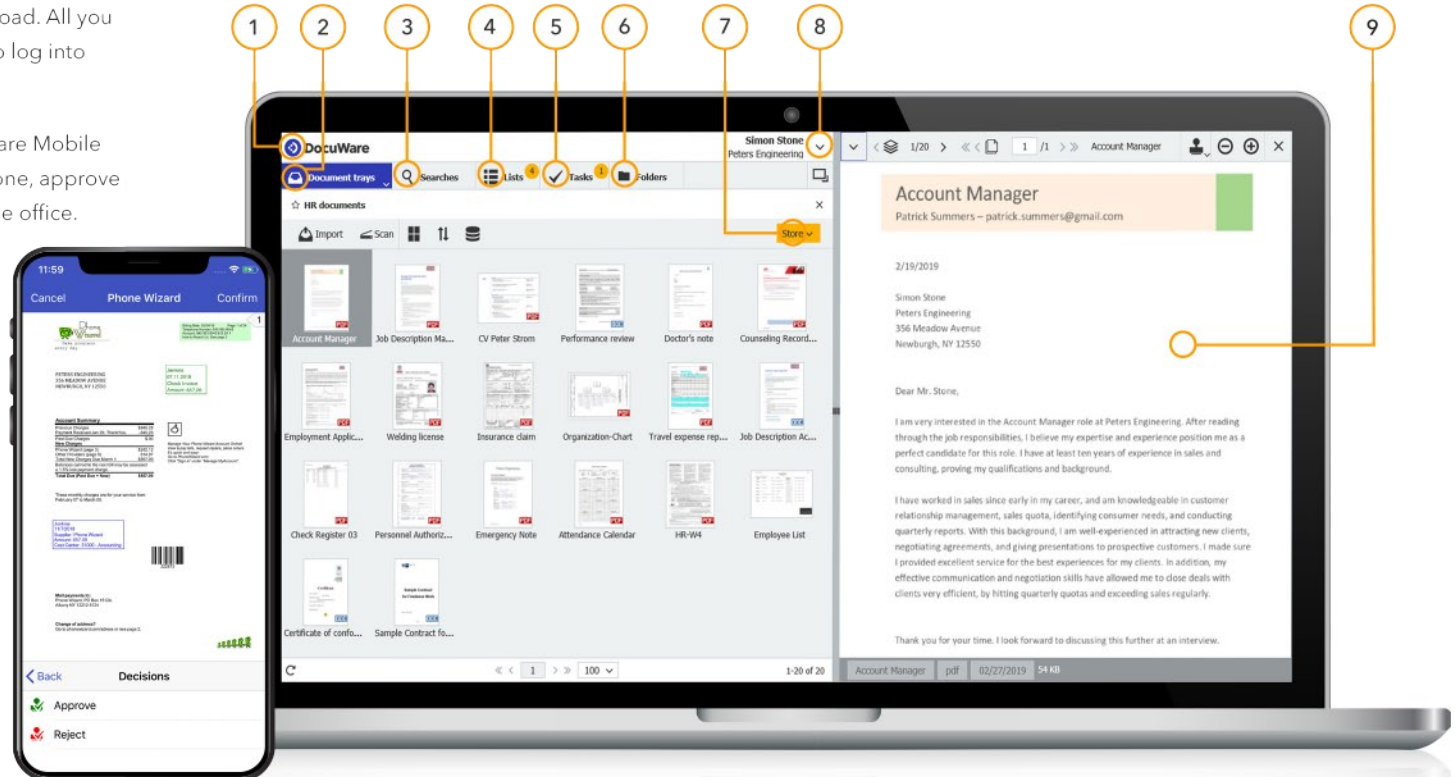 oad. All you
o log into
are Mobile
one, approve
e office.
1
2
3
4
5
6
7
8
9
DocuWare
Simon Stone
Peters Engineering
Document trays
Searches
Lists 4
Tasks 1
Folders
HR documents
Import
Scan
Store
Account Manager
Job Description Ma...
CV Peter Strom
Performance review
Doctor's note
Counseling Record...
Employment Applic...
Welding license
Insurance claim
Organization-Chart
Travel expense rep...
Job Description Ac...
Check Register 03
Personnel Authoriz...
Emergency Note
Attendance Calendar
HR-W4
Employee List
Certificate of confo...
Sample Contract fo...
1
100
1-20 of 20
1/20
1 /1
Account Manager
Account Manager
Patrick Summers – patrick.summers@gmail.com
2/19/2019
Simon Stone
Peters Engineering
356 Meadow Avenue
Newburgh, NY 12550
Dear Mr. Stone,
I am very interested in the Account Manager role at Peters Engineering. After reading
through the job responsibilities, I believe my expertise and experience position me as a
perfect candidate for this role. I have at least ten years of experience in sales and
consulting, proving my qualifications and background.
I have worked in sales since early in my career, and am knowledgeable in customer
relationship management, sales quota, identifying consumer needs, and conducting
quarterly reports. With this background, I am well-experienced in attracting new clients,
negotiating agreements, and giving presentations to prospective customers. I made sure
I provided excellent service for the best experiences for my clients. In addition, my
effective communication and negotiation skills have allowed me to close deals with
clients very efficient, by hitting quarterly quotas and exceeding sales regularly.
Thank you for your time. I look forward to discussing this further at an interview.
Account Manager
pdf
02/27/2019
54 KB
11:59
Cancel
Phone Wizard
Confirm
1
PETERS ENGINEERING
356 MEADOW AVENUE
NEWBURGH, NY 12550
Check Invoice
Account Summary
New Charges
Mail payments to:
Change of address?
Back
Decisions
Approve
Reject